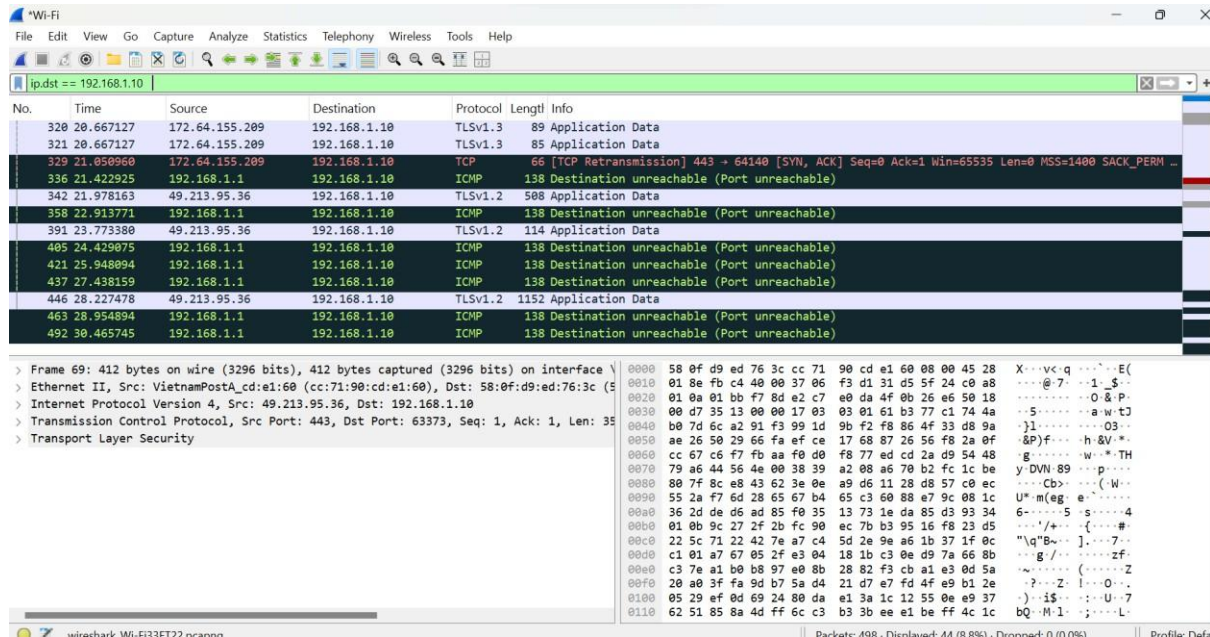 *Wi-Fi
File Edit View Go Capture Analyze Statistics Telephony Wireless Tools Help
ip.dst == 192.168.1.10
No. Time Source Destination Protocol Length Info
320 20.667127 172.64.155.209 192.168.1.10 TLSv1.3 89 Application Data
321 20.667127 172.64.155.209 192.168.1.10 TLSv1.3 85 Application Data
329 21.050960 172.64.155.209 192.168.1.10 TCP 66 [TCP Retransmission] 443 → 64140 [SYN, ACK] Seq=0 Ack=1 Win=65535 Len=0 MSS=1400 SACK_PERM …
336 21.422925 192.168.1.1 192.168.1.10 ICMP 138 Destination unreachable (Port unreachable)
342 21.978163 49.213.95.36 192.168.1.10 TLSv1.2 508 Application Data
358 22.913771 192.168.1.1 192.168.1.10 ICMP 138 Destination unreachable (Port unreachable)
391 23.773380 49.213.95.36 192.168.1.10 TLSv1.2 114 Application Data
405 24.429075 192.168.1.1 192.168.1.10 ICMP 138 Destination unreachable (Port unreachable)
421 25.948094 192.168.1.1 192.168.1.10 ICMP 138 Destination unreachable (Port unreachable)
437 27.438159 192.168.1.1 192.168.1.10 ICMP 138 Destination unreachable (Port unreachable)
446 28.227478 49.213.95.36 192.168.1.10 TLSv1.2 1152 Application Data
463 28.954894 192.168.1.1 192.168.1.10 ICMP 138 Destination unreachable (Port unreachable)
492 30.465745 192.168.1.1 192.168.1.10 ICMP 138 Destination unreachable (Port unreachable)
Frame 69: 412 bytes on wire (3296 bits), 412 bytes captured (3296 bits) on interface \
Ethernet II, Src: VietnamPostA_cd:e1:60 (cc:71:90:cd:e1:60), Dst: 58:0f:d9:ed:76:3c (5
Internet Protocol Version 4, Src: 49.213.95.36, Dst: 192.168.1.10
Transmission Control Protocol, Src Port: 443, Dst Port: 63373, Seq: 1, Ack: 1, Len: 35
Transport Layer Security
0000 58 0f d9 ed 76 3c cc 71 90 cd e1 60 08 00 45 28 X···v<·q ···`··E(
0010 01 8e fb c4 40 00 37 06 f3 d1 31 d5 5f 24 c0 a8 ····@·7· ··1·_$··
0020 01 0a 01 bb f7 8d e2 c7 e0 da 4f 0b 26 e6 50 18 ········ ··O·&·P·
0030 00 d7 35 13 00 00 17 03 03 01 61 b3 77 c1 74 4a ··5····· ··a·w·tJ
0040 b0 7d 6c a2 91 f3 99 1d 9b f2 f8 86 4f 33 d8 9a ·}l····· ····O3··
0050 ae 26 50 29 66 fa ef ce 17 68 87 26 56 f8 2a 0f ·&P)f··· ·h·&V·*·
0060 cc 67 c6 f7 fb aa f0 d0 f8 77 ed cd 2a d9 54 48 ·g······ ·w··*·TH
0070 79 a6 44 56 4e 00 38 39 a2 08 a6 70 b2 fc 1c be y·DVN·89 ···p····
0080 80 7f 8c e8 43 62 3e 0e a9 d6 11 28 d8 57 c0 ec ····Cb>· ···(·W··
0090 55 2a f7 6d 28 65 67 b4 65 c3 60 88 e7 9c 08 1c U*·m(eg· e·`·····
00a0 36 2d de d6 ad 85 f0 35 13 73 1e da 85 d3 93 34 6-·····5 ·s·····4
00b0 01 0b 9c 27 2f 2b fc 90 ec 7b b3 95 16 f8 23 d5 ···'/+·· ·{····#·
00c0 22 5c 71 22 42 7e a7 c4 5d 2e 9e a6 1b 37 1f 0c "\q"B~·· ].···7··
00d0 c1 01 a7 67 05 2f e3 04 18 1b c3 0e d9 7a 66 8b ···g·/·· ·····zf·
00e0 c3 7e a1 b0 b8 97 e0 8b 28 82 f3 cb a1 e3 0d 5a ·~······ (······Z
00f0 20 a0 3f fa 9d b7 5a d4 21 d7 e7 fd 4f e9 b1 2e ·?···Z· !···O··.
0100 05 29 ef 0d 69 24 80 da e1 3a 1c 12 55 0e e9 37 ·)··i$·· ·:··U··7
0110 62 51 85 8a 4d ff 6c c3 b3 3b ee e1 be ff 4c 1c bQ··M·l· ·;····L·
wireshark_Wi-Fi33FT22.pcapng Packets: 498 · Displayed: 44 (8.8%) · Dropped: 0 (0.0%) Profile: Defa